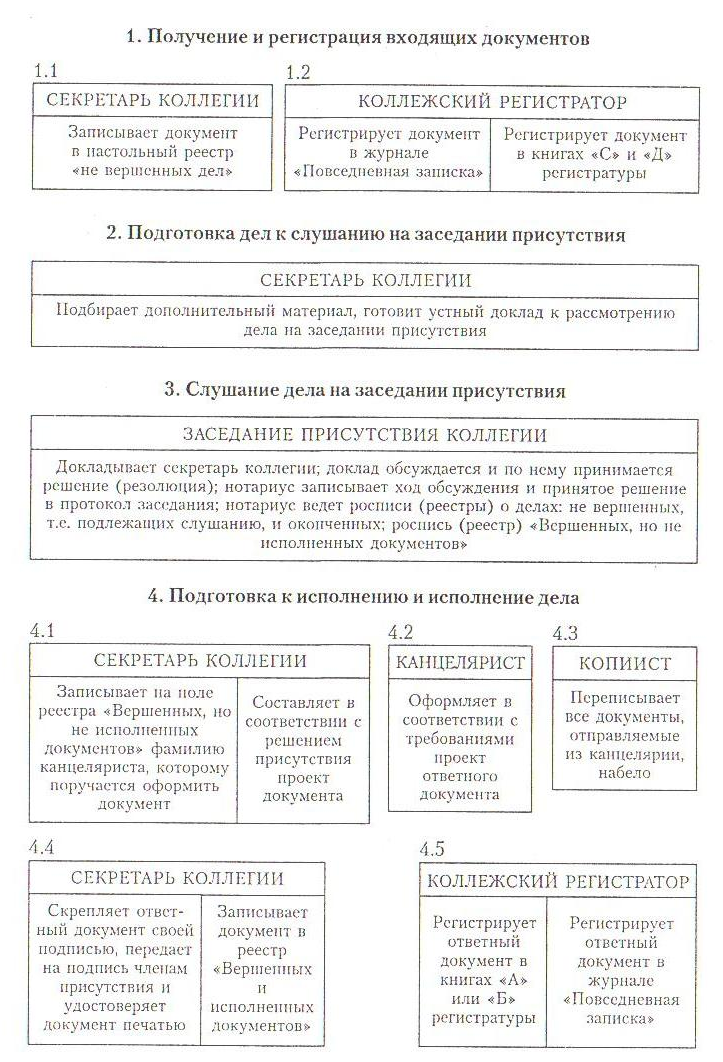 1. Получение и регистрация входящих документов
1.1
СЕКРЕТАРЬ КОЛЛЕГИИ
Записывает документ
в настольный реестр
«не вершенных дел»
1.2
КОЛЛЕЖСКИЙ РЕГИСТРАТОР
Регистрирует документ
в журнале
«Повседневная записка»
Регистрирует документ
в книгах «С» и «Д»
регистратуры
2. Подготовка дел к слушанию на заседании присутствия
СЕКРЕТАРЬ КОЛЛЕГИИ
Подбирает дополнительный материал, готовит устный доклад к рассмотрению
дела на заседании присутствия
3. Слушание дела на заседании присутствия
ЗАСЕДАНИЕ ПРИСУТСТВИЯ КОЛЛЕГИИ
Докладывает секретарь коллегии; доклад обсуждается и по нему принимается
решение (резолюция); нотариус записывает ход обсуждения и принятое решение
в протокол заседания; нотариус ведет росписи (реестры) о делах: не вершенных,
т.е. подлежащих слушанию, и оконченных; роспись (реестр) «Вершенных, но не
исполненных документов»
4. Подготовка к исполнению и исполнение дела
4.1
СЕКРЕТАРЬ КОЛЛЕГИИ
Записывает на поле
реестра «Вершенных, но
не исполненных
документов» фамилию
канцеляриста, которому
поручается оформить
документ
Составляет в
соответствии с
решением
присутствия
проект
документа
4.2
КАНЦЕЛЯРИСТ
Оформляет в
соответствии с
требованиями
проект
ответного
документа
4.3
КОПИИСТ
Переписывает
все документы,
отправляемые
из канцелярии,
набело
4.4
СЕКРЕТАРЬ КОЛЛЕГИИ
Скрепляет ответ-
ный документ своей
подписью, передает
на подпись членам
присутствия и
удостоверяет
документ печатью
Записывает
документ в
реестр
«Вершенных
и
исполненных
документов»
4.5
КОЛЛЕЖСКИЙ РЕГИСТРАТОР
Регистрирует
ответный
документ в
книгах «А»
или «Б»
регистратуры
Регистрирует
ответный
документ в
журнале
«Повседневная
записка»